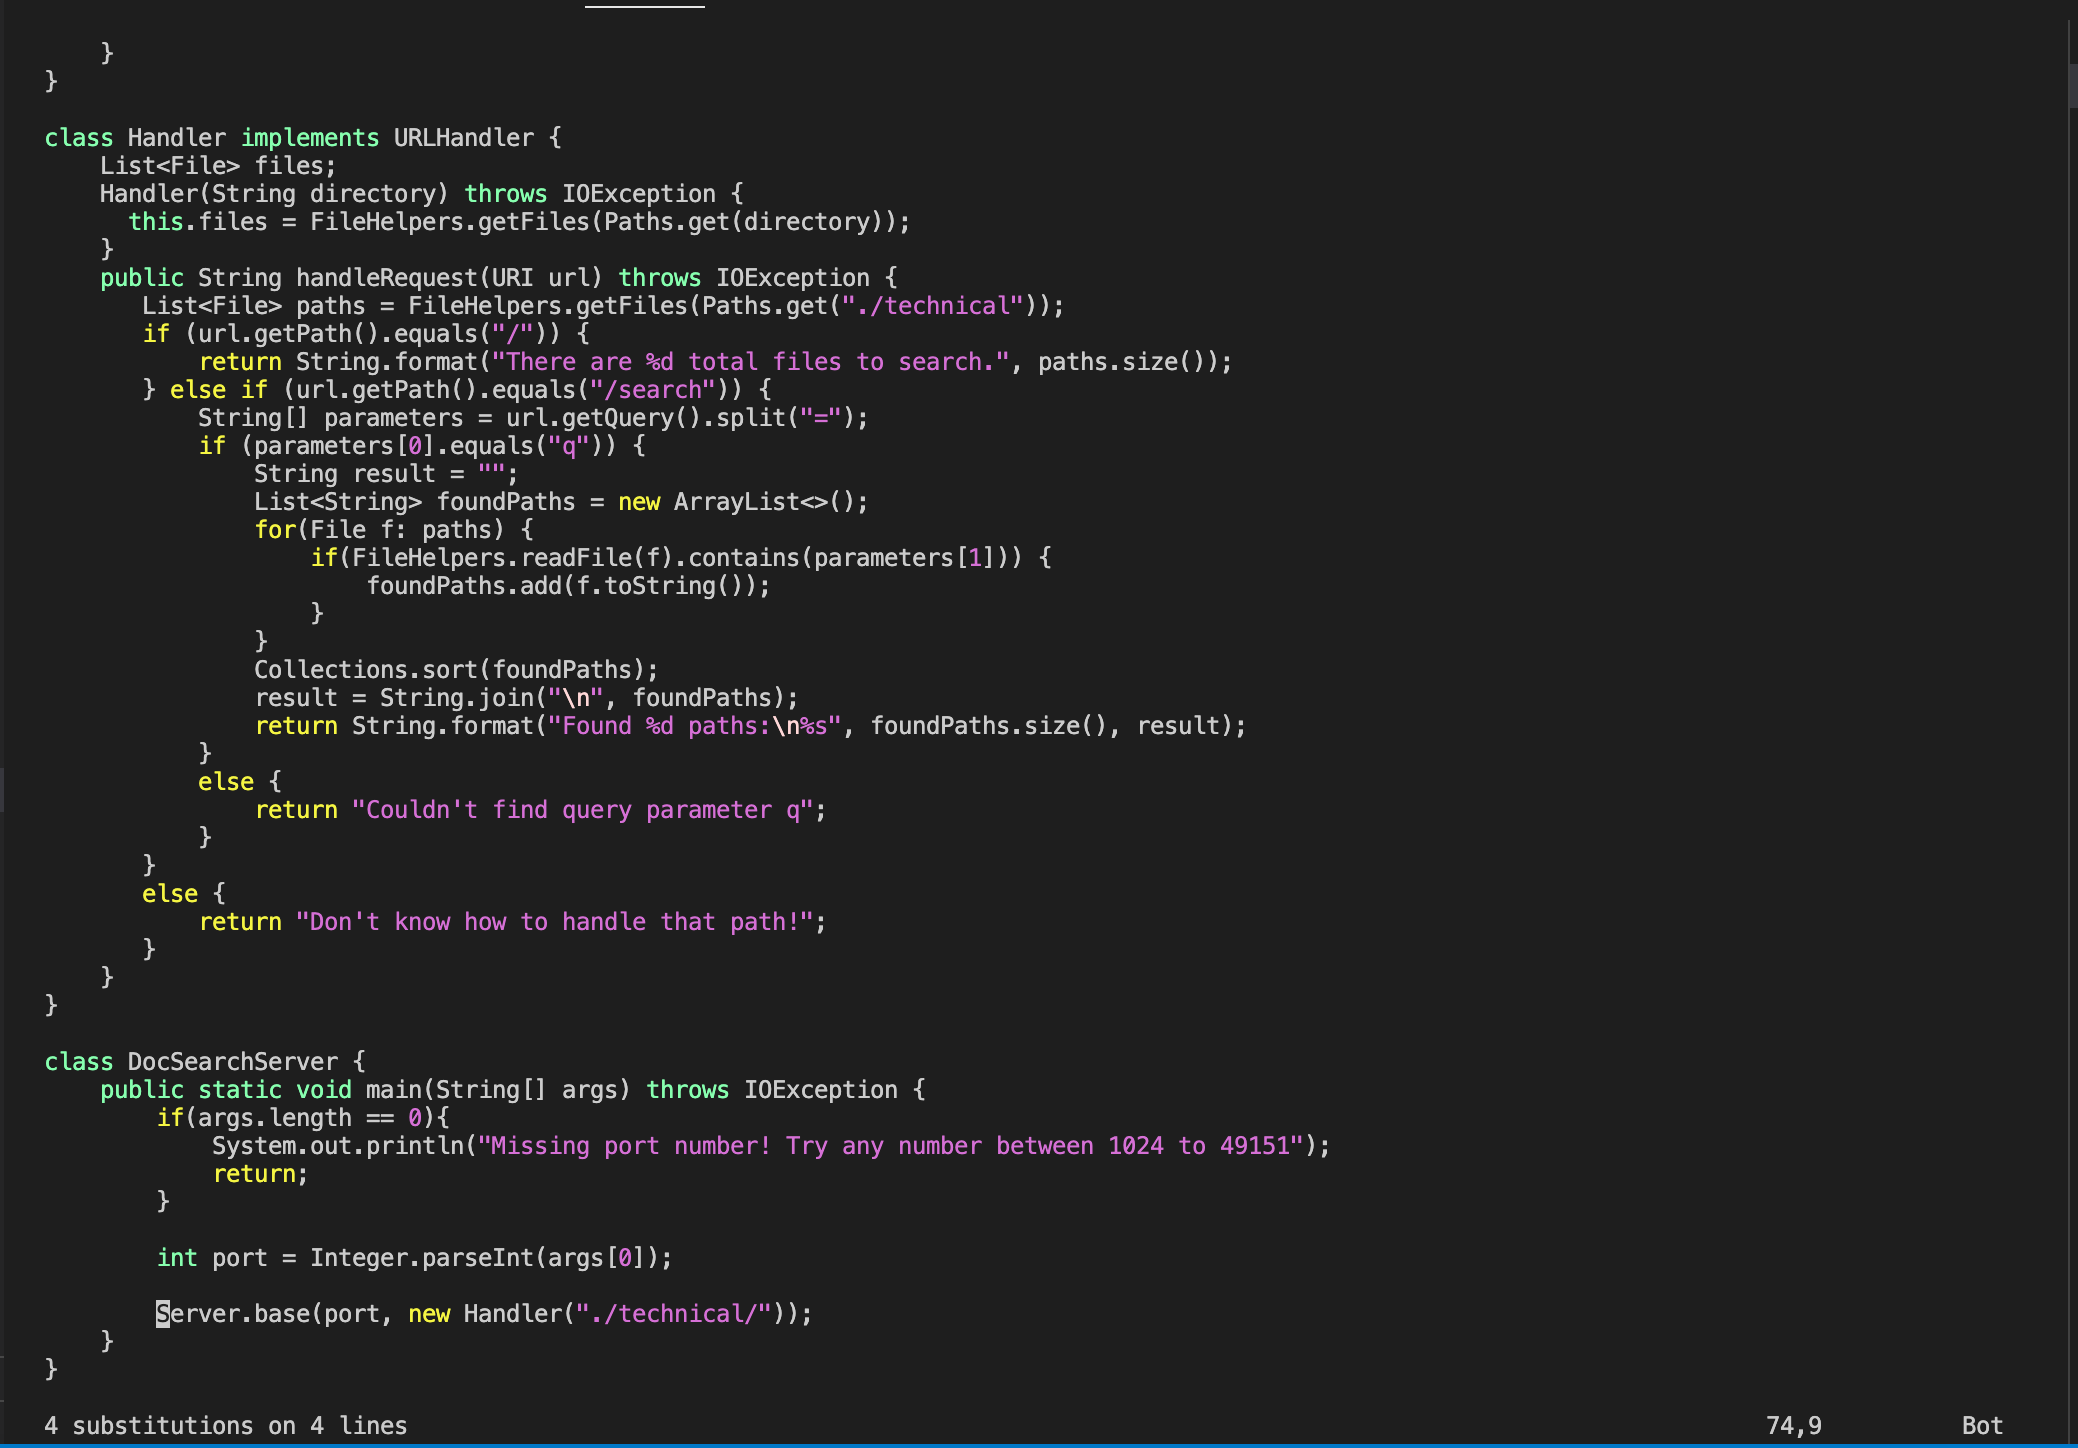 }
}

class Handler implements URLHandler {
    List<File> files;
    Handler(String directory) throws IOException {
      this.files = FileHelpers.getFiles(Paths.get(directory));
    }
    public String handleRequest(URI url) throws IOException {
       List<File> paths = FileHelpers.getFiles(Paths.get("./technical"));
       if (url.getPath().equals("/")) {
           return String.format("There are %d total files to search.", paths.size());
       } else if (url.getPath().equals("/search")) {
           String[] parameters = url.getQuery().split("=");
           if (parameters[0].equals("q")) {
               String result = "";
               List<String> foundPaths = new ArrayList<>();
               for(File f: paths) {
                   if(FileHelpers.readFile(f).contains(parameters[1])) {
                       foundPaths.add(f.toString());
                   }
               }
               Collections.sort(foundPaths);
               result = String.join("\n", foundPaths);
               return String.format("Found %d paths:\n%s", foundPaths.size(), result);
           }
           else {
               return "Couldn't find query parameter q";
           }
       }
       else {
           return "Don't know how to handle that path!";
       }
    }
}

class DocSearchServer {
    public static void main(String[] args) throws IOException {
        if(args.length == 0){
            System.out.println("Missing port number! Try any number between 1024 to 49151");
            return;
        }

        int port = Integer.parseInt(args[0]);

        Server.base(port, new Handler("./technical/"));
    }
}

4 substitutions on 4 lines 74,9 Bot